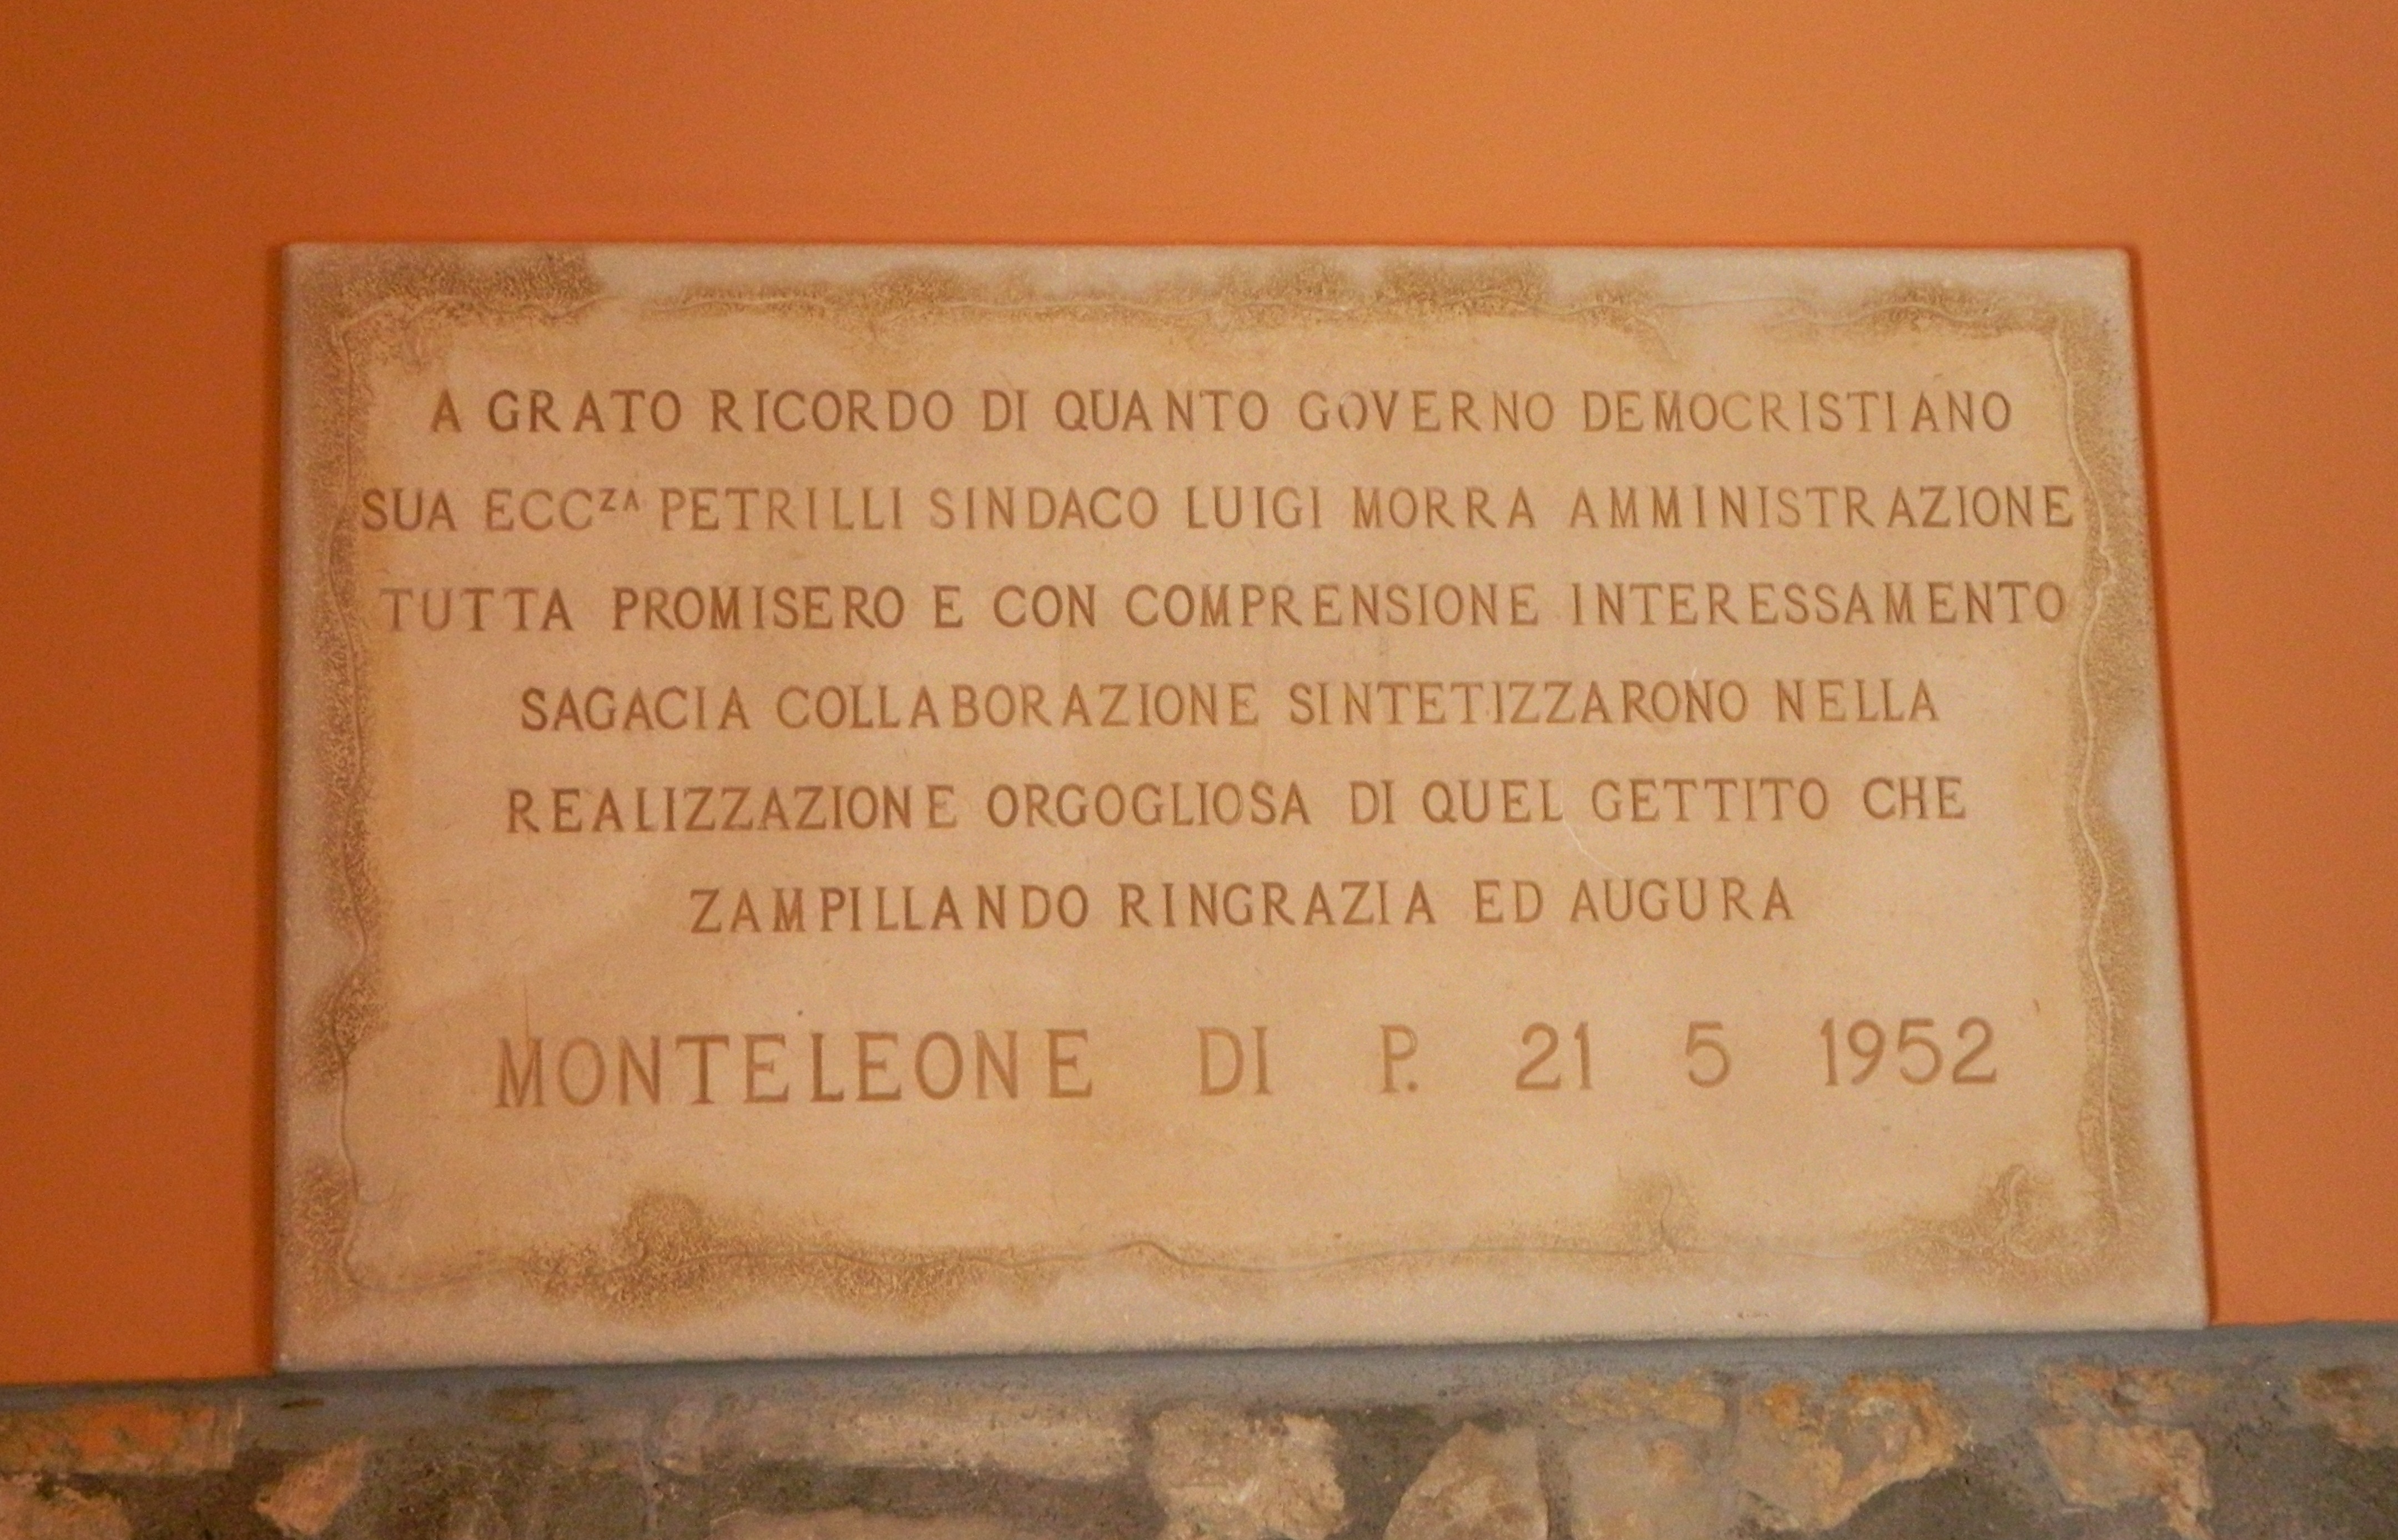 A GRATO RICORDO DI QUANTO GOVERNO DEMOCRISTIANO
SUA ECCZA PETRILLI SINDACO LUIGI MORRA AMMINISTRAZIONE
TUTTA PROMISERO E CON COMPRENSIONE INTERESSAMENTO
SAGACIA COLLABORAZIONE SINTETIZZARONO NELLA
REALIZZAZIONE ORGOGLIOSA DI QUEL GETTITO CHE
ZAMPILLANDO RINGRAZIA ED AUGURA
MONTELEONE DI P. 21 5 1952